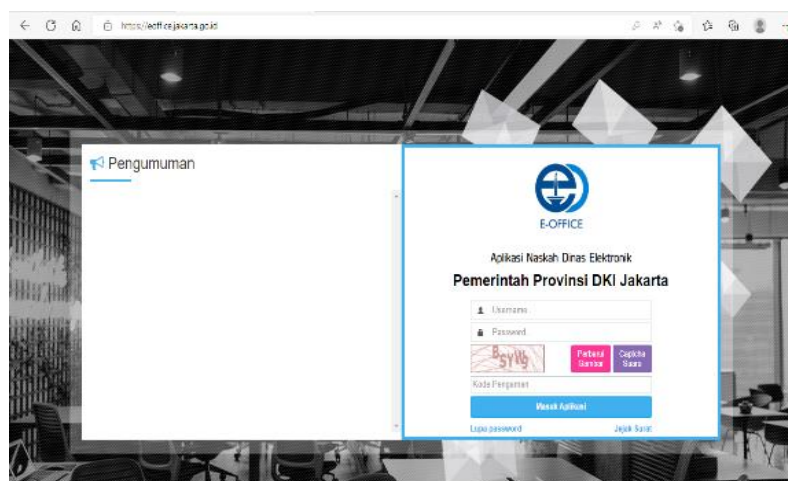 https://eoffice.jakarta.go.id
Pengumuman
E-OFFICE
Aplikasi Naskah Dinas Elektronik
Pemerintah Provinsi DKI Jakarta
Username
Password
Perbarui Gambar
Captcha Suara
Kode Pengaman
Masuk Aplikasi
Lupa password
Jejak Surat